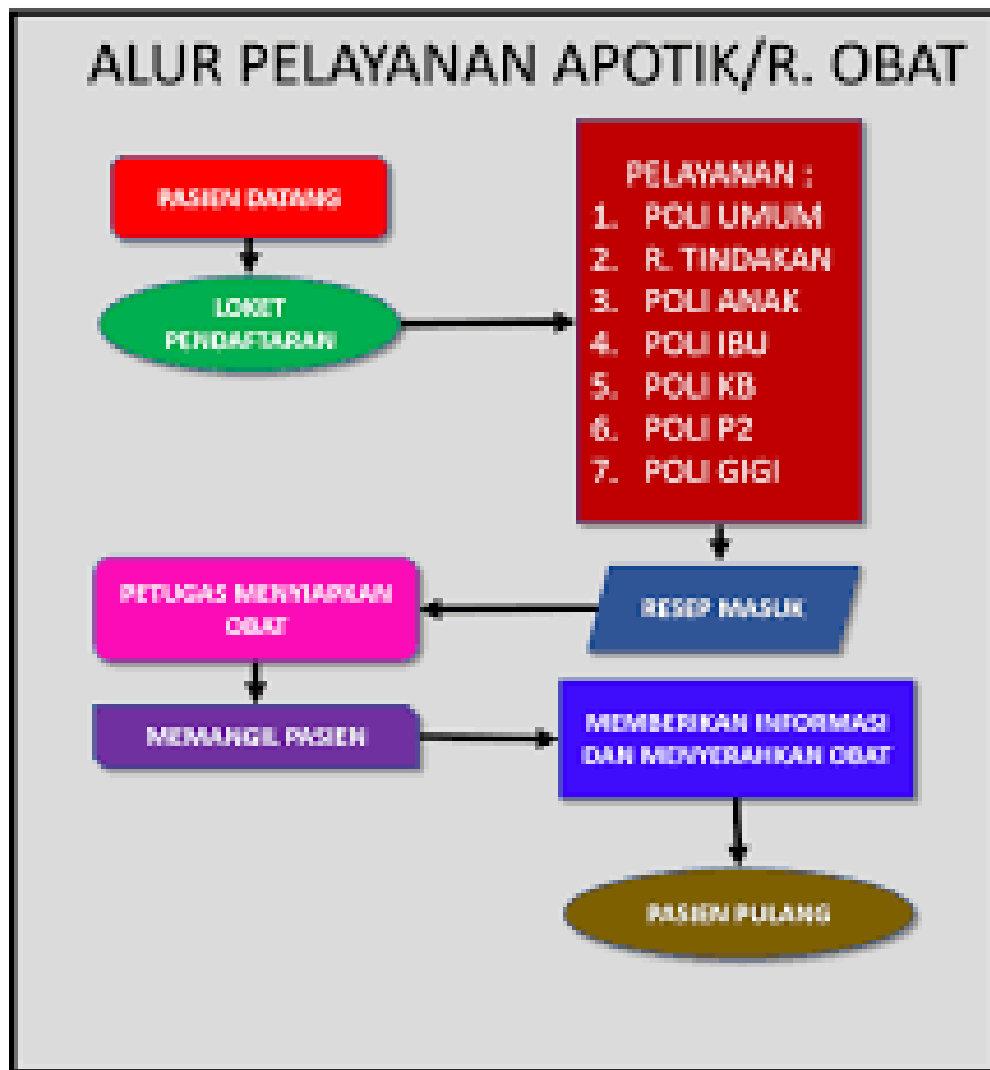 ALUR PELAYANAN APOTIK/R. OBAT
PASIEN DATANG
LOKET
PENDAFTARAN
PELAYANAN :
1. POLI UMUM
2. R. TINDAKAN
3. POLI ANAK
4. POLI IBU
5. POLI KB
6. POLI P2
7. POLI GIGI
RESEP MASUK
PETUGAS MENYIAPKAN
OBAT
MEMANGIL PASIEN
MEMBERIKAN INFORMASI
DAN MENYERAHKAN OBAT
PASIEN PULANG